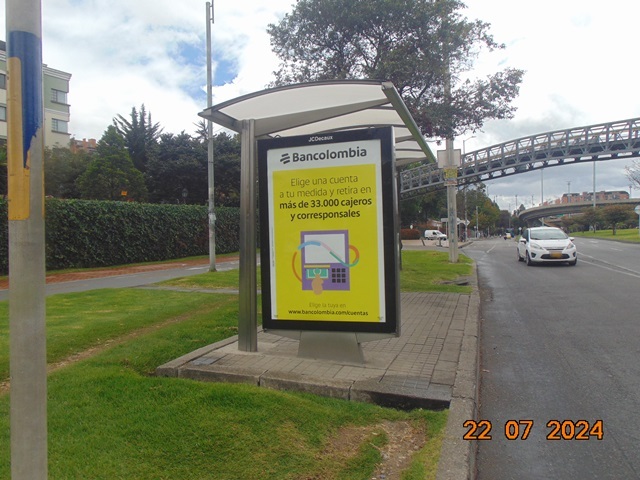 JCDecaux
Bancolombia
Elige una cuenta
a tu medida y retira en
más de 33.000 cajeros
y corresponsales
Elige la tuya en
www.bancolombia.com/cuentas
22 07 2024